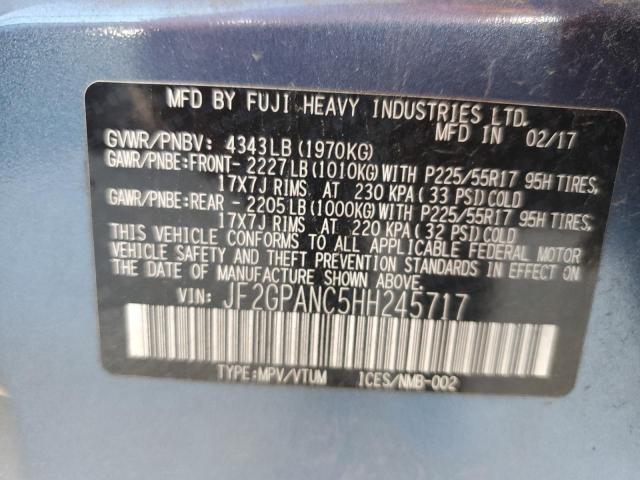 MFD BY FUJI HEAVY INDUSTRIES LTD.
MFD IN 02/17
GVWR/PNBV: 4343LB (1970KG)
GAWR/PNBE:FRONT- 2227LB (1010KG) WITH P225/55R17 95H TIRES,
17X7J RIMS, AT 230 KPA (33 PSI) COLD
GAWR/PNBE:REAR - 2205LB (1000KG) WITH P225/55R17 95H TIRES,
17X7J RIMS, AT 220 KPA (32 PSI) COLD
THIS VEHICLE CONFORMS TO ALL APPLICABLE FEDERAL MOTOR
VEHICLE SAFETY AND THEFT PREVENTION STANDARDS IN EFFECT ON
THE DATE OF MANUFACTURE SHOWN ABOVE.
VIN: JF2GPANC5HH245717
TYPE:MPV/VTUM ICES/NMB-002